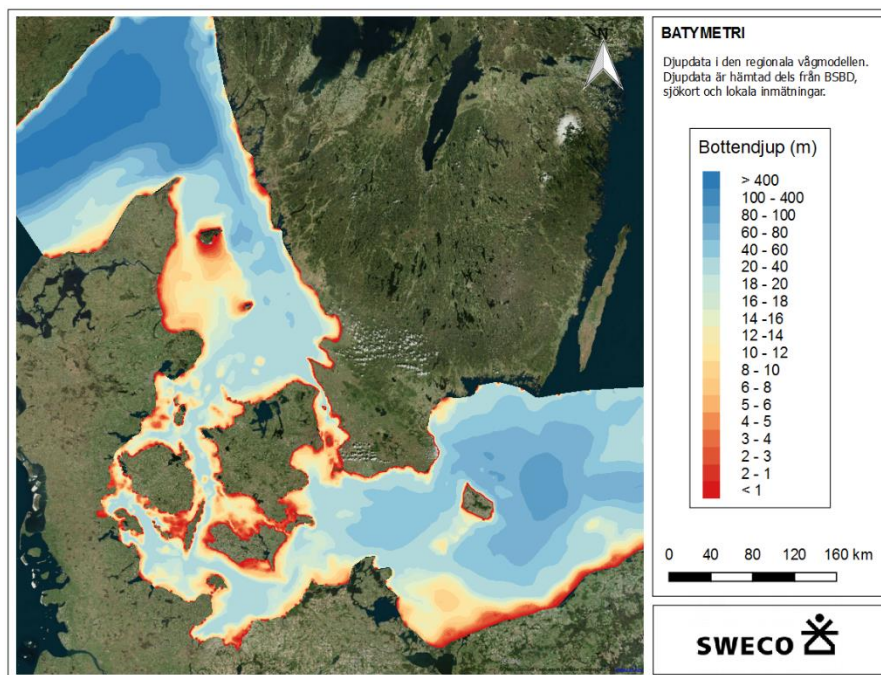 N
BATYMETRI
Djupdata i den regionala vågmodellen.
Djupdata är hämtad dels från BSBD,
sjökort och lokala inmätningar.
Bottendjup (m)
> 400
100 - 400
80 - 100
60 - 80
40 - 60
20 - 40
18 - 20
16 - 18
14 -16
12 -14
10 - 12
8 - 10
6 - 8
5 - 6
4 - 5
3 - 4
2 - 3
2 - 1
< 1
0 40 80 120 160 km
SWECO